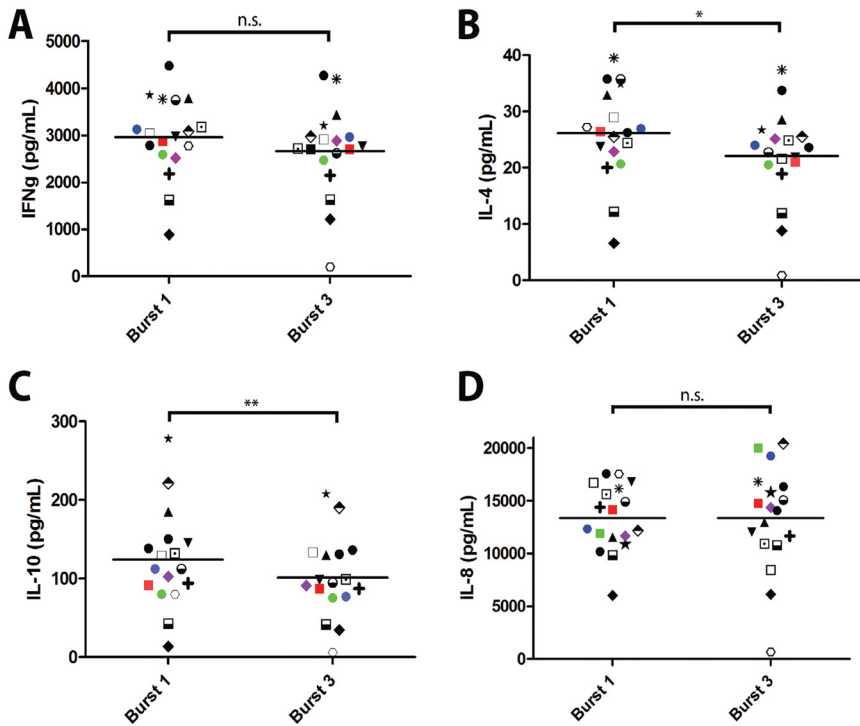 A
n.s.
5000
4000
3000
2000
1000
0
IFNg (pg/mL)
Burst 1
Burst 3
B
*
40
30
20
10
0
IL-4 (pg/mL)
Burst 1
Burst 3
C
**
300
200
100
0
IL-10 (pg/mL)
Burst 1
Burst 3
D
n.s.
20000
15000
10000
5000
0
IL-8 (pg/mL)
Burst 1
Burst 3